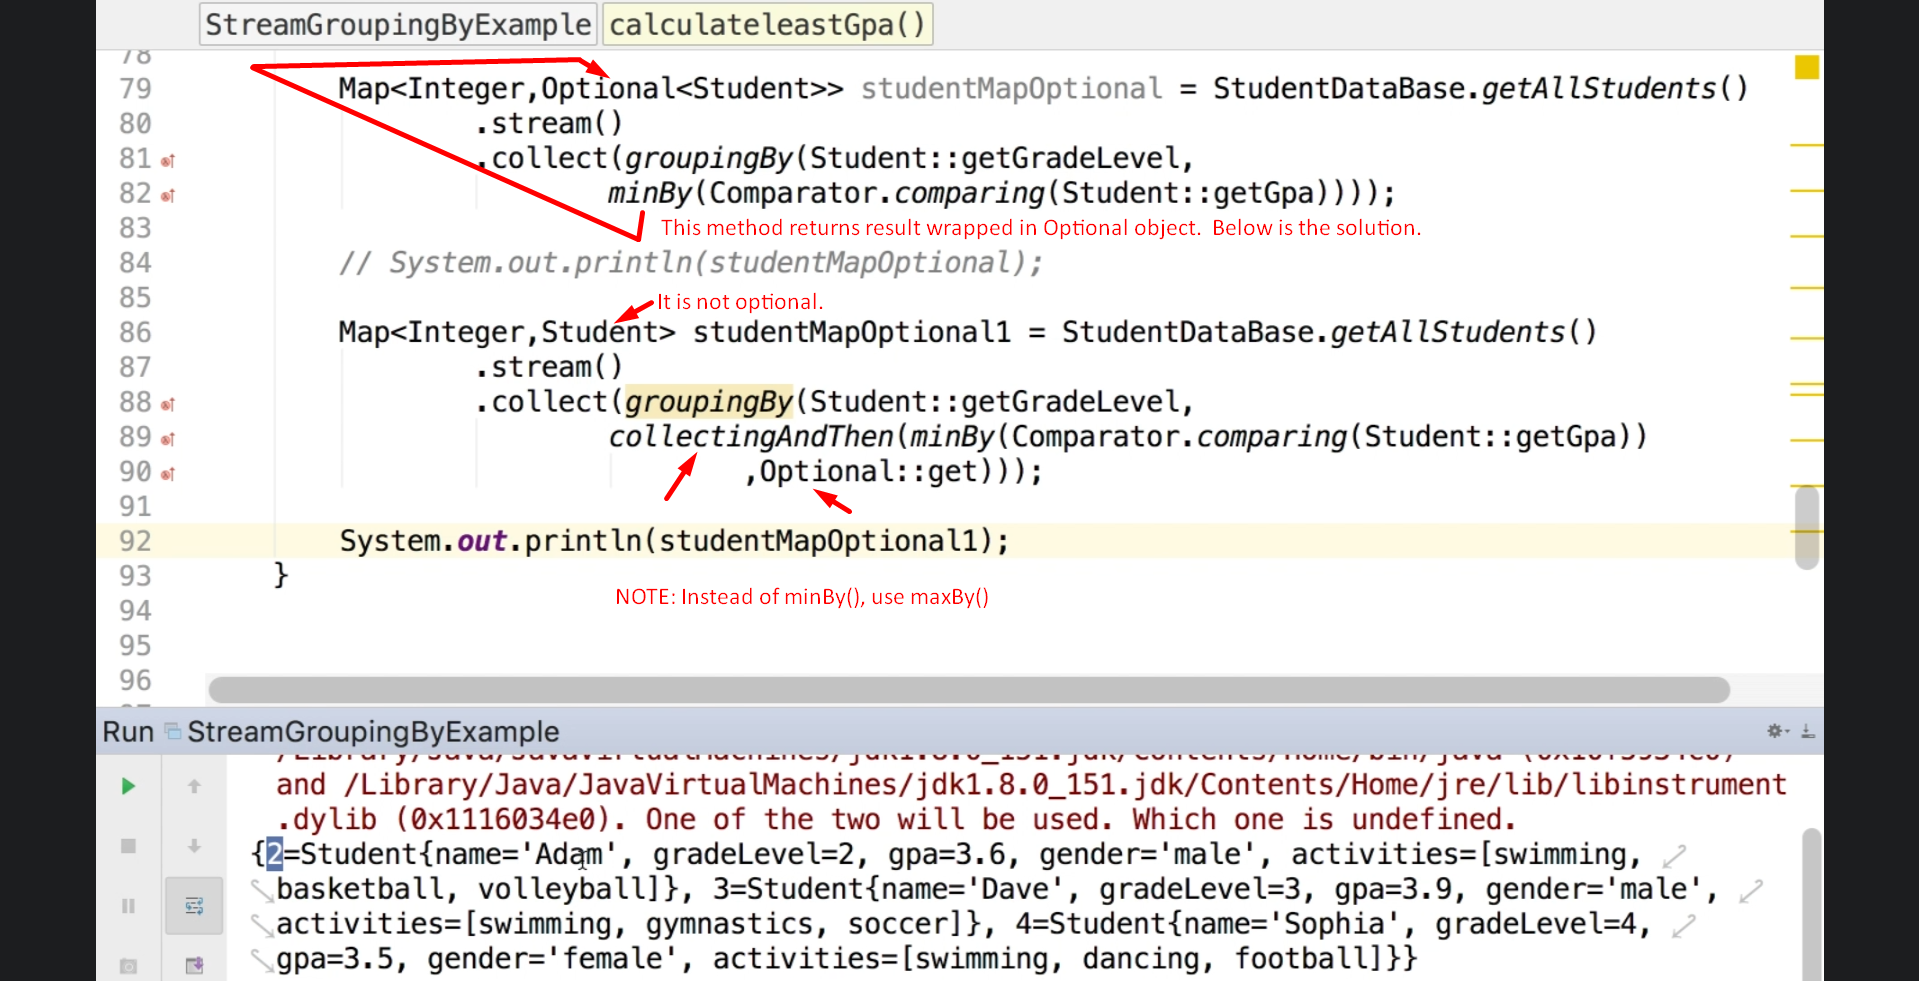 StreamGroupingByExample calculateleastGpa()
78
79 Map<Integer,Optional<Student>> studentMapOptional = StudentDataBase.getAllStudents()
80 .stream()
81 .collect(groupingBy(Student::getGradeLevel,
82 minBy(Comparator.comparing(Student::getGpa))));
83 This method returns result wrapped in Optional object. Below is the solution.
84 // System.out.println(studentMapOptional);
85 It is not optional.
86 Map<Integer,Student> studentMapOptional1 = StudentDataBase.getAllStudents()
87 .stream()
88 .collect(groupingBy(Student::getGradeLevel,
89 collectingAndThen(minBy(Comparator.comparing(Student::getGpa))
90 ,Optional::get)));
91
92 System.out.println(studentMapOptional1);
93 }
NOTE: Instead of minBy(), use maxBy()
94
95
96
Run StreamGroupingByExample
and /Library/Java/JavaVirtualMachines/jdk1.8.0_151.jdk/Contents/Home/jre/lib/libinstrument
.dylib (0x1116034e0). One of the two will be used. Which one is undefined.
{2=Student{name='Adam', gradeLevel=2, gpa=3.6, gender='male', activities=[swimming,
basketball, volleyball]}, 3=Student{name='Dave', gradeLevel=3, gpa=3.9, gender='male',
activities=[swimming, gymnastics, soccer]}, 4=Student{name='Sophia', gradeLevel=4,
gpa=3.5, gender='female', activities=[swimming, dancing, football]}}